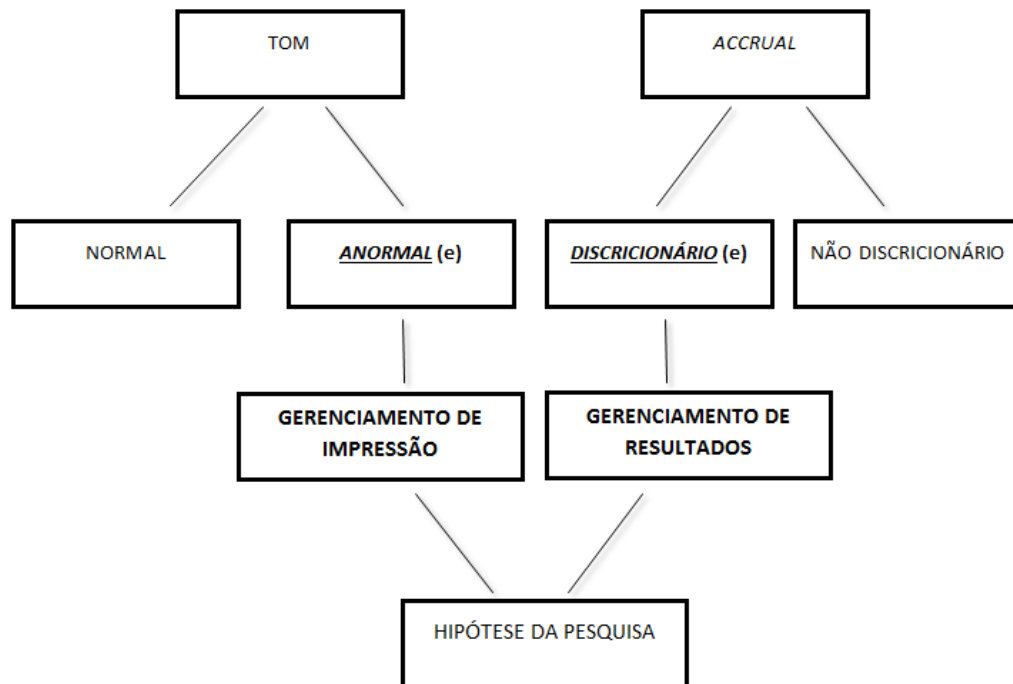 TOM
ACCRUAL
NORMAL
ANORMAL (e)
DISCRICIONÁRIO (e)
NÃO DISCRICIONÁRIO
GERENCIAMENTO DE
IMPRESSÃO
GERENCIAMENTO DE
RESULTADOS
HIPÓTESE DA PESQUISA